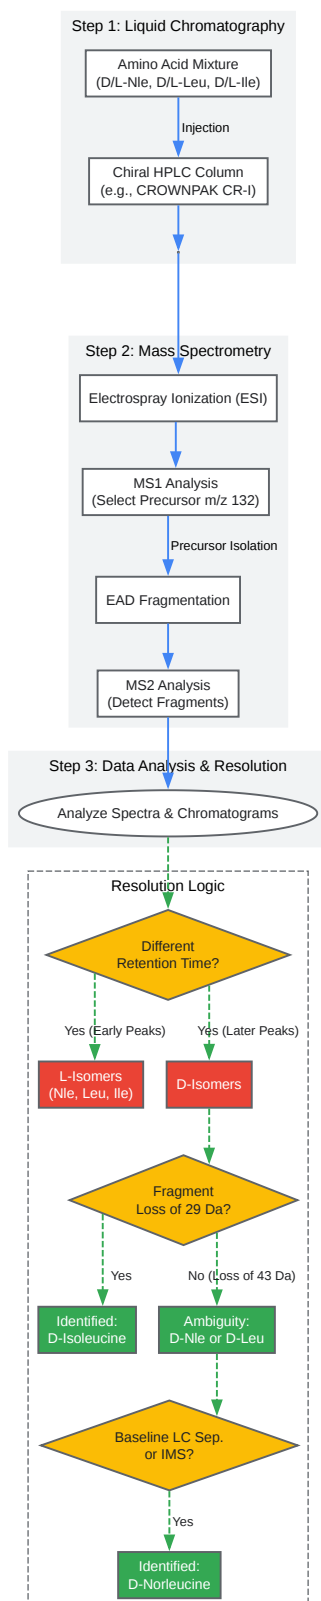 Step 1: Liquid Chromatography
Amino Acid Mixture
(D/L-Nle, D/L-Leu, D/L-Ile)
Injection
Chiral HPLC Column
(e.g., CROWNPAK CR-I)
Step 2: Mass Spectrometry
Electrospray Ionization (ESI)
MS1 Analysis
(Select Precursor m/z 132)
Precursor Isolation
EAD Fragmentation
MS2 Analysis
(Detect Fragments)
Step 3: Data Analysis & Resolution
Analyze Spectra & Chromatograms
Resolution Logic
Different
Retention Time?
Yes (Early Peaks)
Yes (Later Peaks)
L-Isomers
(Nle, Leu, Ile)
D-Isomers
Fragment
Loss of 29 Da?
Yes
No (Loss of 43 Da)
Identified:
D-Isoleucine
Ambiguity:
D-Nle or D-Leu
Baseline LC Sep.
or IMS?
Yes
Identified:
D-Norleucine